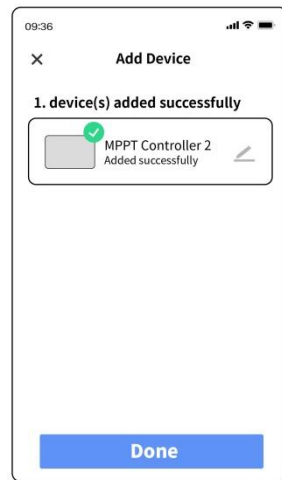 09:36
Add Device
1. device(s) added successfully
MPPT Controller 2
Added successfully
Done